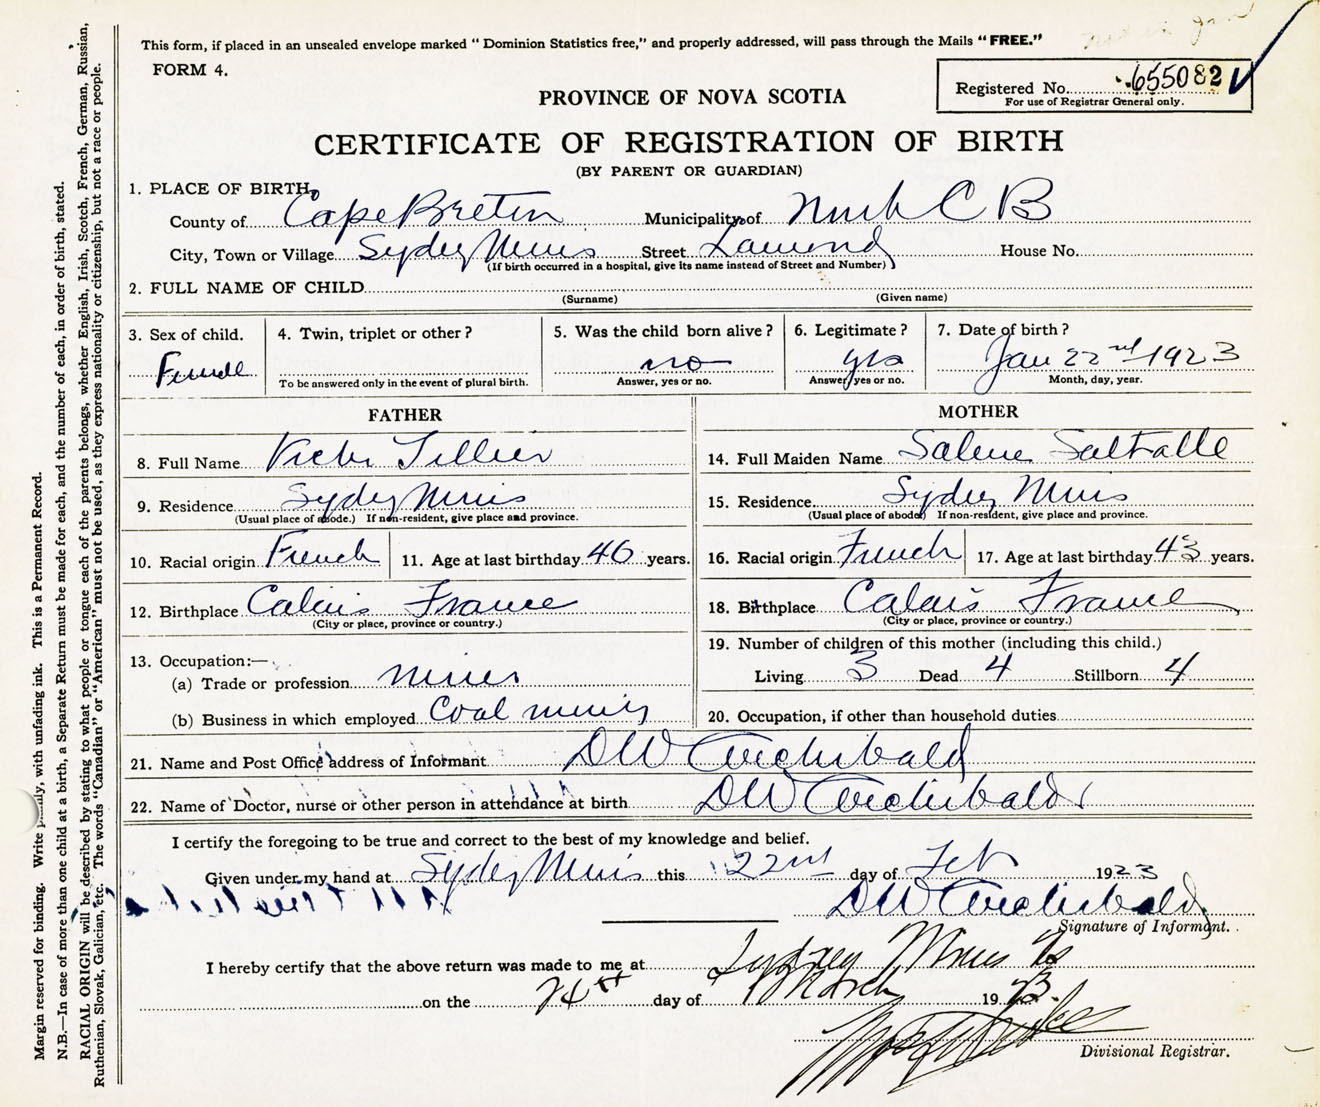 This form, if placed in an unsealed envelope marked "Dominion Statistics free," and properly addressed, will pass through the Mails "FREE."
FORM 4.
Registered No. 655082
For use of Registrar General only.
PROVINCE OF NOVA SCOTIA
CERTIFICATE OF REGISTRATION OF BIRTH
(BY PARENT OR GUARDIAN)
1. PLACE OF BIRTH,
County of Cape Breton Municipality of North C B
City, Town or Village Sydney Mines Street Lamond House No.
(If birth occurred in a hospital, give its name instead of Street and Number)
2. FULL NAME OF CHILD
(Surname) (Given name)
3. Sex of child. 4. Twin, triplet or other? 5. Was the child born alive? 6. Legitimate? 7. Date of birth?
Female no yes Jan 22nd 1923
To be answered only in the event of plural birth. Answer, yes or no. Answer, yes or no. Month, day, year.
FATHER MOTHER
8. Full Name Victor Tillier 14. Full Maiden Name Salene
9. Residence Sydney Mines 15. Residence Sydney Mines
(Usual place of abode.) If non-resident, give place and province. (Usual place of abode) If non-resident, give place and province.
10. Racial origin French 11. Age at last birthday 46 years. 16. Racial origin French 17. Age at last birthday 43 years.
12. Birthplace Calais France 18. Birthplace Calais France
(City or place, province or country.) (City or place, province or country.)
13. Occupation:— 19. Number of children of this mother (including this child.)
(a) Trade or profession miner Living 3 Dead 4 Stillborn 4
(b) Business in which employed Coal mines 20. Occupation, if other than household duties
21. Name and Post Office address of Informant DW Archibald
22. Name of Doctor, nurse or other person in attendance at birth DW Archibald
I certify the foregoing to be true and correct to the best of my knowledge and belief.
Given under my hand at Sydney Mines this 22nd day of Feb 1923
DW Archibald
Signature of Informant.
I hereby certify that the above return was made to me at Sydney Mines NS
on the 24th day of March 1923
Divisional Registrar.
Margin reserved for binding. Write plainly, with unfading ink. This is a Permanent Record.
N.B.—In case of more than one child at a birth, a Separate Return must be made for each, and the number of each, in order of birth, stated.
RACIAL ORIGIN will be described by stating to what people or tongue each of the parents belongs, whether English, Irish, Scotch, French, German, Russian,
Ruthenian, Slovak, Galician, etc. The words "Canadian" or "American" must not be used, as they express nationality or citizenship, but not a race or people.